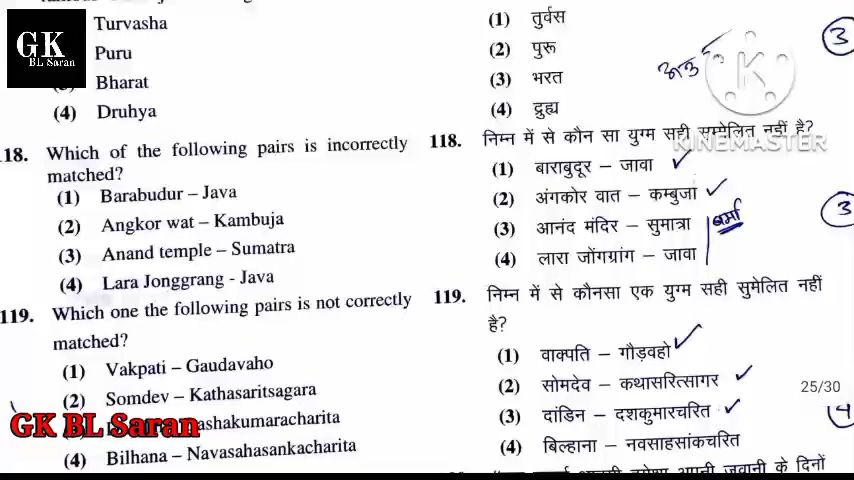 GK
BL Saran
Turvasha
Puru
Bharat
(4) Druhya
18. Which of the following pairs is incorrectly
matched?
(1) Barabudur – Java
(2) Angkor wat – Kambuja
(3) Anand temple – Sumatra
(4) Lara Jonggrang - Java
119. Which one the following pairs is not correctly
matched?
(1) Vakpati – Gaudavaho
(2) Somdev – Kathasaritsagara
ashakumaracharita
(4) Bilhana – Navasahasankacharita
GK BL Saran
(1) तुर्वस
(2) पुरू
(3) भरत
(4) द्रुह्य
3
K
KINEMASTER
118. निम्न में से कौन सा युग्म सही सुम्मेलित नहीं है?
(1) बाराबुदूर – जावा
(2) अंगकोर वात – कम्बुजा
(3) आनंद मंदिर – सुमात्रा
बर्मा
3
(4) लारा जोंगग्रांग – जावा
119. निम्न में से कौनसा एक युग्म सही सुमेलित नहीं
है?
(1) वाक्पति – गौड़वहो
(2) सोमदेव – कथासरित्सागर
25/30
(3) दांडिन – दशकुमारचरित
4
(4) बिल्हाना – नवसाहसांकचरित